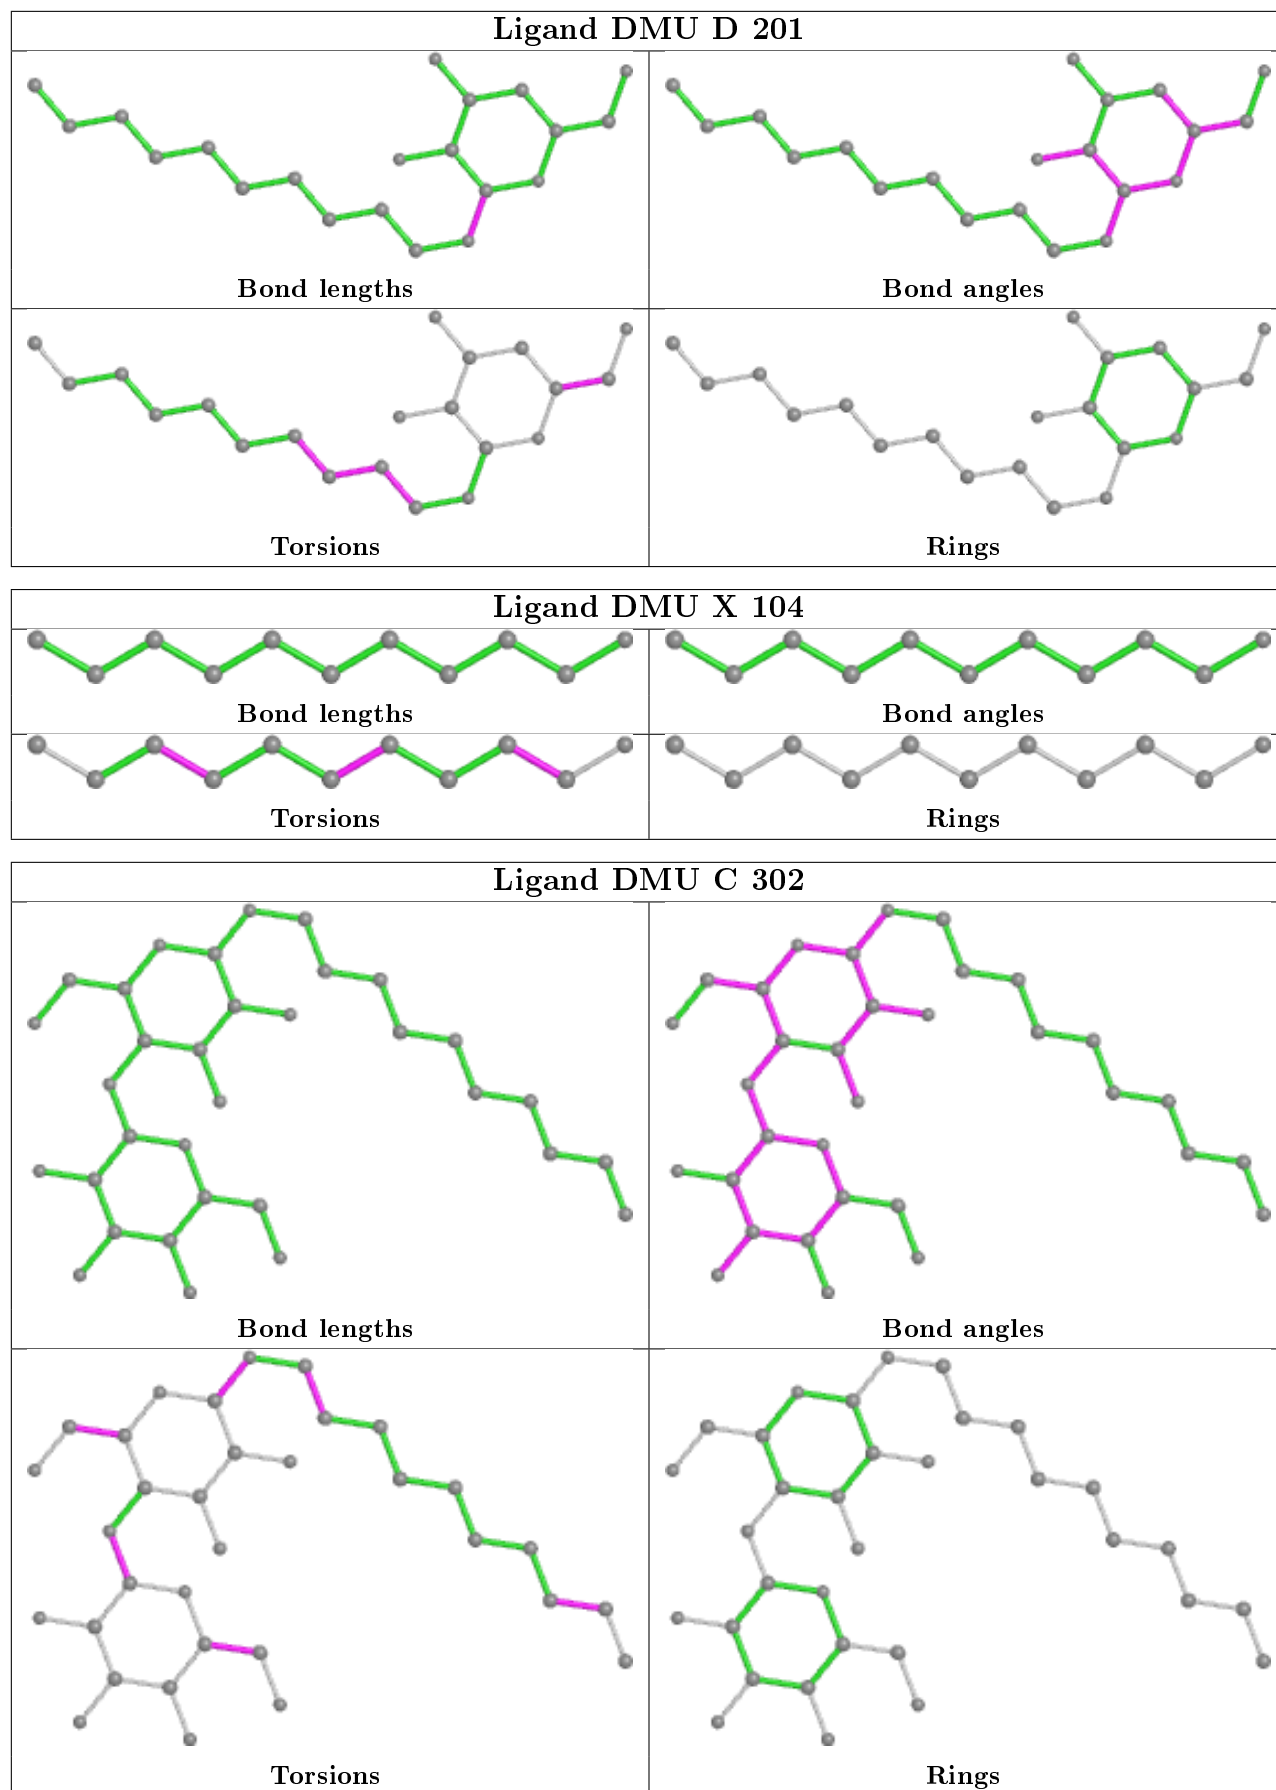 Ligand DMU D 201
Bond lengths
Bond angles
Torsions
Rings
Ligand DMU X 104
Bond lengths
Bond angles
Torsions
Rings
Ligand DMU C 302
Bond lengths
Bond angles
Torsions
Rings